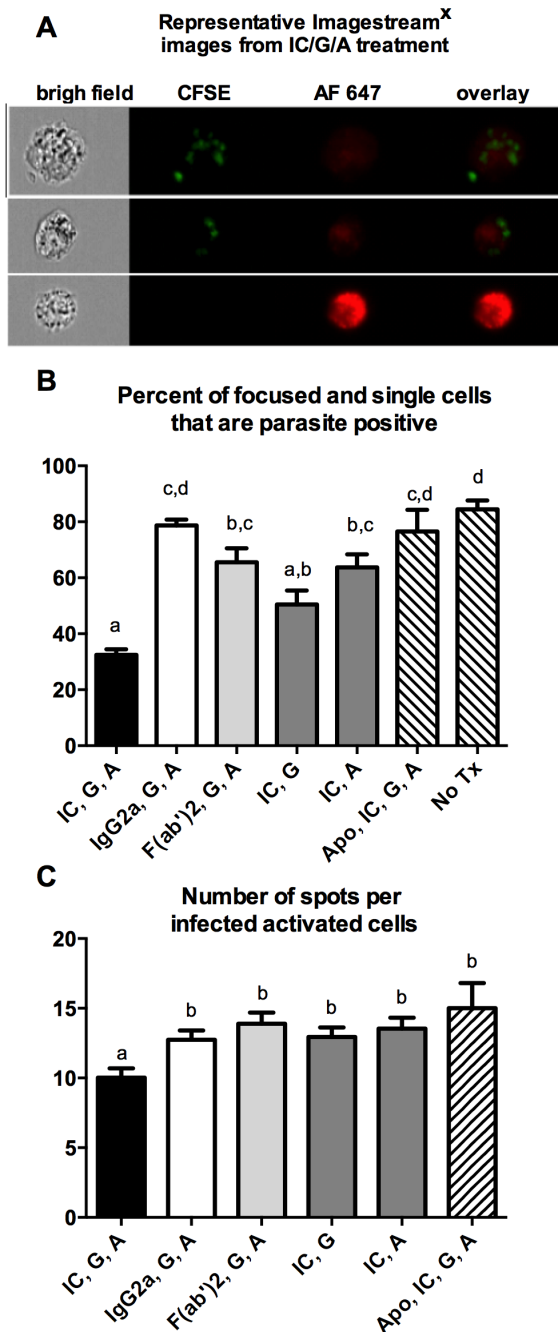 A
Representative Imagestreamˣ
images from IC/G/A treatment
brigh field CFSE AF 647 overlay
B
Percent of focused and single cells
that are parasite positive
100
80
60
40
20
0
a
c,d
b,c
a,b
b,c
c,d
d
IC, G, A
IgG2a, G, A
F(ab')2, G, A
IC, G
IC, A
Apo, IC, G, A
No Tx
C
Number of spots per
infected activated cells
20
15
10
5
0
a
b
b
b
b
b
IC, G, A
IgG2a, G, A
F(ab')2, G, A
IC, G
IC, A
Apo, IC, G, A